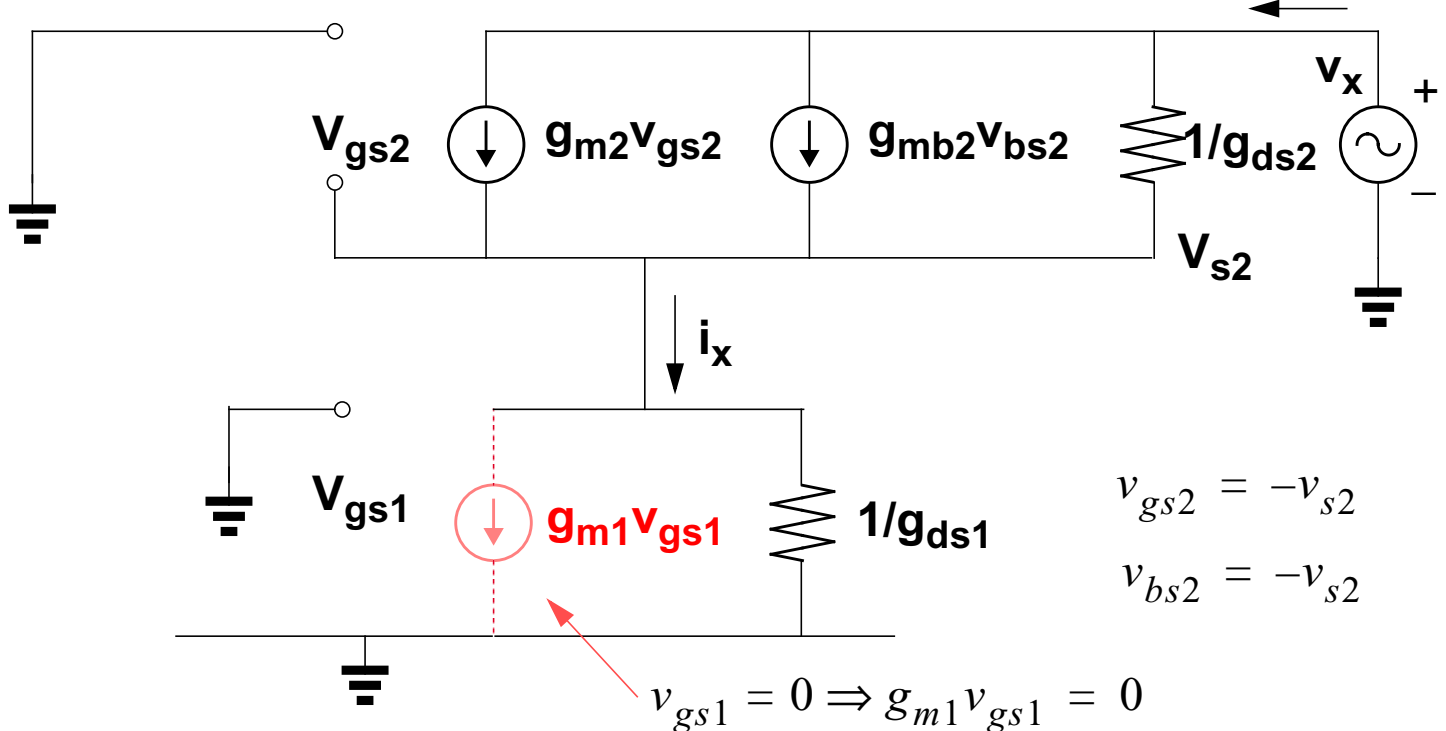 v_x
+
V_gs2
g_m2v_gs2
g_mb2v_bs2
1/g_ds2
−
V_s2
i_x
V_gs1
g_m1v_gs1
1/g_ds1
v_gs2 = −v_s2
v_bs2 = −v_s2
v_gs1 = 0 ⇒ g_m1v_gs1 = 0